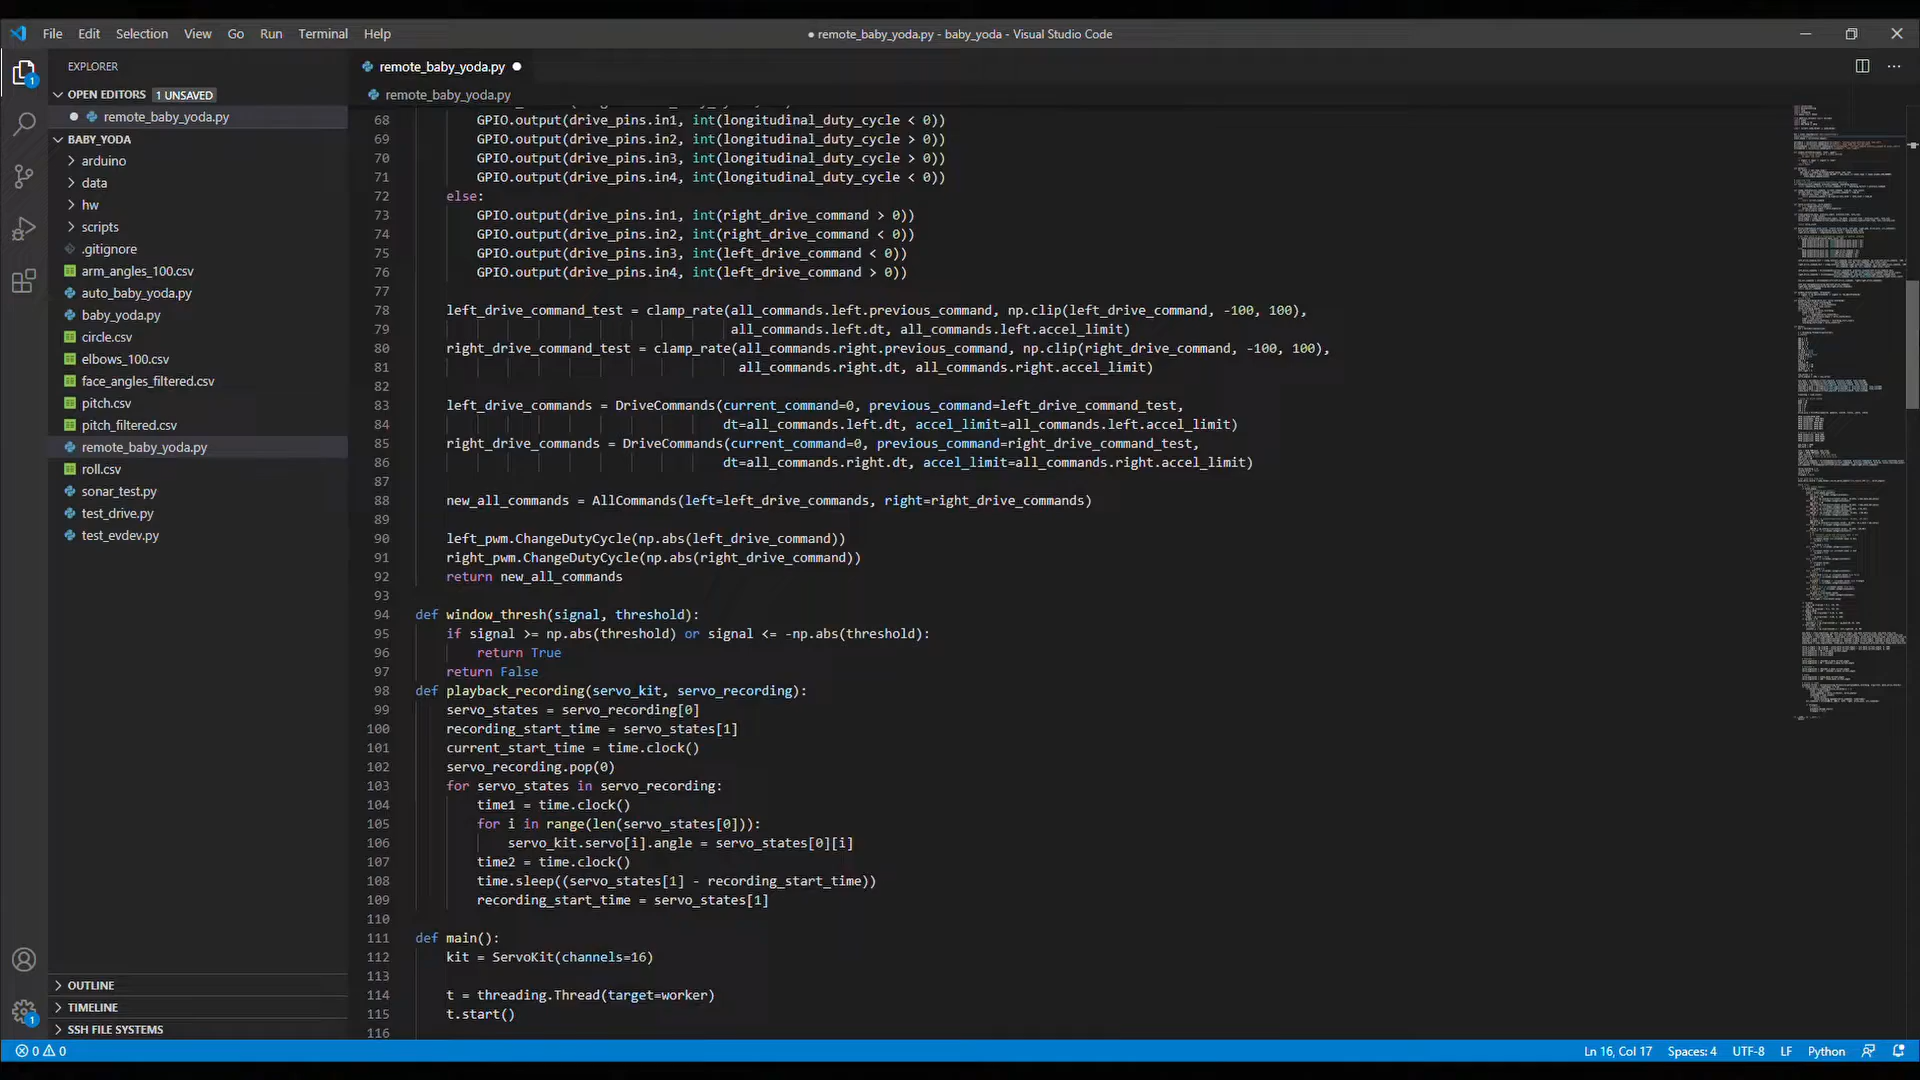 File Edit Selection View Go Run Terminal Help
● remote_baby_yoda.py - baby_yoda - Visual Studio Code
EXPLORER
OPEN EDITORS 1 UNSAVED
remote_baby_yoda.py
BABY_YODA
arduino
data
hw
scripts
.gitignore
arm_angles_100.csv
auto_baby_yoda.py
baby_yoda.py
circle.csv
elbows_100.csv
face_angles_filtered.csv
pitch.csv
pitch_filtered.csv
remote_baby_yoda.py
roll.csv
sonar_test.py
test_drive.py
test_evdev.py
OUTLINE
TIMELINE
SSH FILE SYSTEMS
1
1
remote_baby_yoda.py ●
remote_baby_yoda.py
68 GPIO.output(drive_pins.in1, int(longitudinal_duty_cycle < 0))
69 GPIO.output(drive_pins.in2, int(longitudinal_duty_cycle > 0))
70 GPIO.output(drive_pins.in3, int(longitudinal_duty_cycle > 0))
71 GPIO.output(drive_pins.in4, int(longitudinal_duty_cycle < 0))
72 else:
73 GPIO.output(drive_pins.in1, int(right_drive_command > 0))
74 GPIO.output(drive_pins.in2, int(right_drive_command < 0))
75 GPIO.output(drive_pins.in3, int(left_drive_command < 0))
76 GPIO.output(drive_pins.in4, int(left_drive_command > 0))
77
78 left_drive_command_test = clamp_rate(all_commands.left.previous_command, np.clip(left_drive_command, -100, 100),
79 all_commands.left.dt, all_commands.left.accel_limit)
80 right_drive_command_test = clamp_rate(all_commands.right.previous_command, np.clip(right_drive_command, -100, 100),
81 all_commands.right.dt, all_commands.right.accel_limit)
82
83 left_drive_commands = DriveCommands(current_command=0, previous_command=left_drive_command_test,
84 dt=all_commands.left.dt, accel_limit=all_commands.left.accel_limit)
85 right_drive_commands = DriveCommands(current_command=0, previous_command=right_drive_command_test,
86 dt=all_commands.right.dt, accel_limit=all_commands.right.accel_limit)
87
88 new_all_commands = AllCommands(left=left_drive_commands, right=right_drive_commands)
89
90 left_pwm.ChangeDutyCycle(np.abs(left_drive_command))
91 right_pwm.ChangeDutyCycle(np.abs(right_drive_command))
92 return new_all_commands
93
94 def window_thresh(signal, threshold):
95 if signal >= np.abs(threshold) or signal <= -np.abs(threshold):
96 return True
97 return False
98 def playback_recording(servo_kit, servo_recording):
99 servo_states = servo_recording[0]
100 recording_start_time = servo_states[1]
101 current_start_time = time.clock()
102 servo_recording.pop(0)
103 for servo_states in servo_recording:
104 time1 = time.clock()
105 for i in range(len(servo_states[0])):
106 servo_kit.servo[i].angle = servo_states[0][i]
107 time2 = time.clock()
108 time.sleep((servo_states[1] - recording_start_time))
109 recording_start_time = servo_states[1]
110
111 def main():
112 kit = ServoKit(channels=16)
113
114 t = threading.Thread(target=worker)
115 t.start()
116
0 0
Ln 16, Col 17 Spaces: 4 UTF-8 LF Python